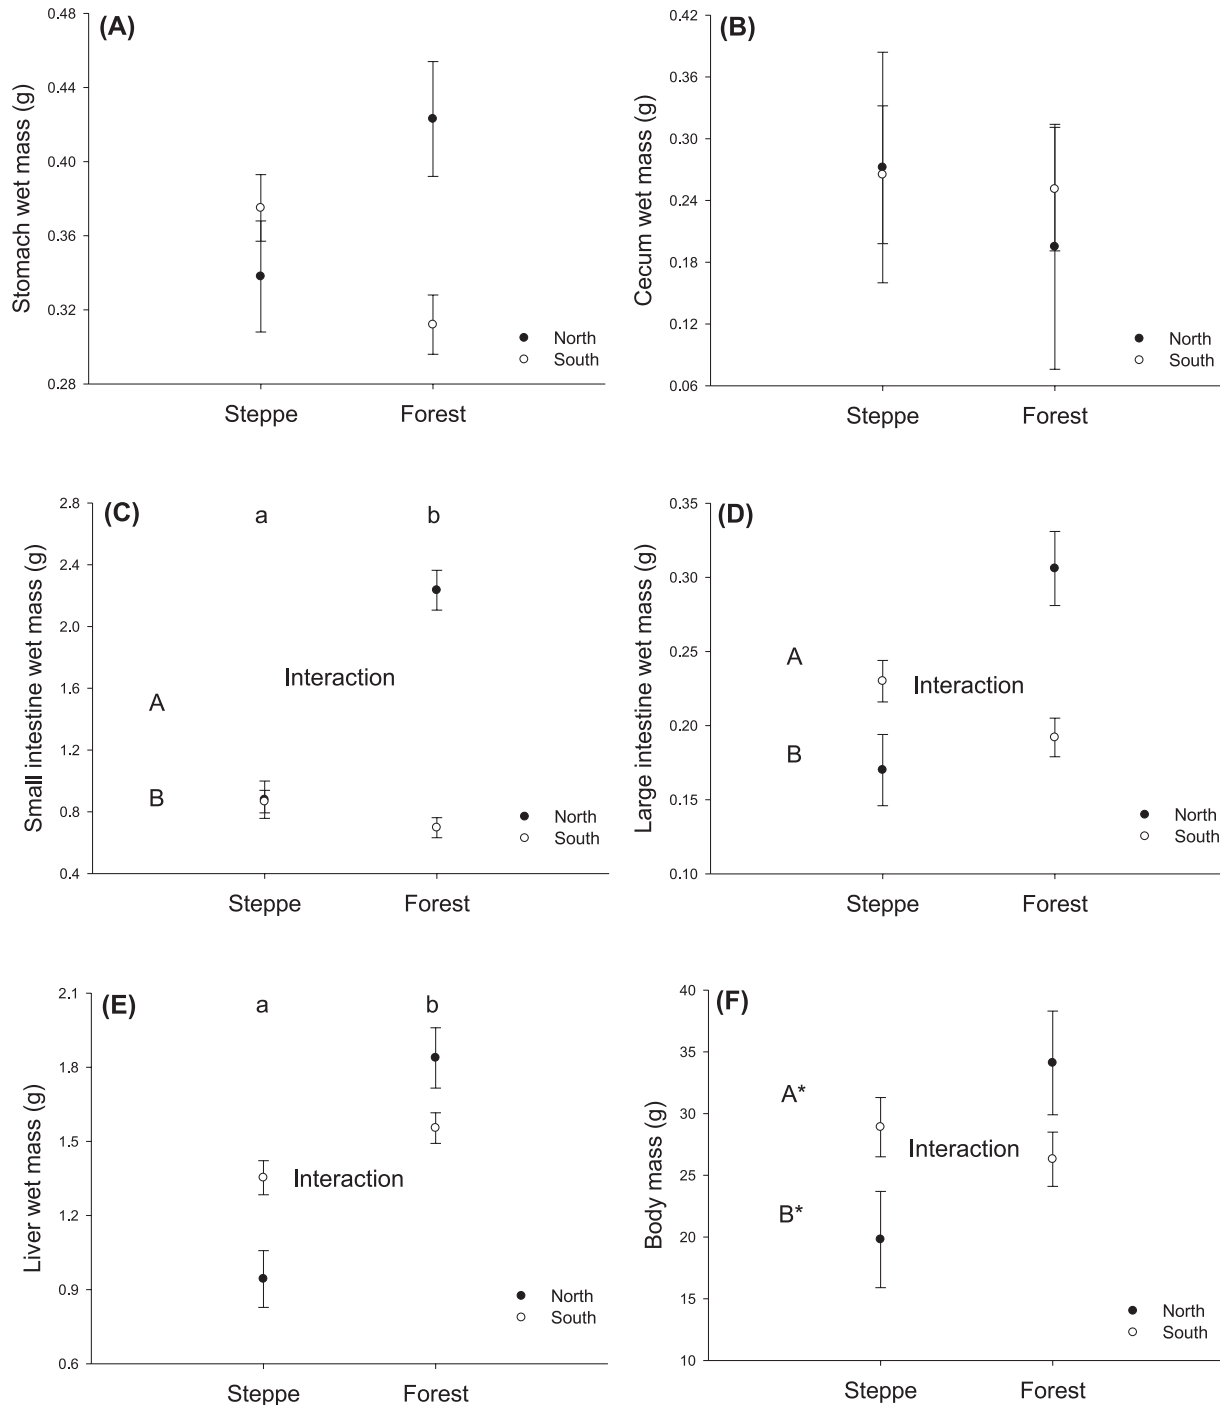 (A)
Stomach wet mass (g)
0.48
0.44
0.40
0.36
0.32
0.28
North
South
Steppe
Forest
(B)
Cecum wet mass (g)
0.42
0.36
0.30
0.24
0.18
0.12
0.06
North
South
Steppe
Forest
(C)
Small intestine wet mass (g)
2.8
2.4
2.0
1.6
1.2
0.8
0.4
a
b
Interaction
A
B
North
South
Steppe
Forest
(D)
Large intestine wet mass (g)
0.35
0.30
0.25
0.20
0.15
0.10
A
Interaction
B
North
South
Steppe
Forest
(E)
Liver wet mass (g)
2.1
1.8
1.5
1.2
0.9
0.6
a
b
Interaction
North
South
Steppe
Forest
(F)
Body mass (g)
40
35
30
25
20
15
10
A*
Interaction
B*
North
South
Steppe
Forest